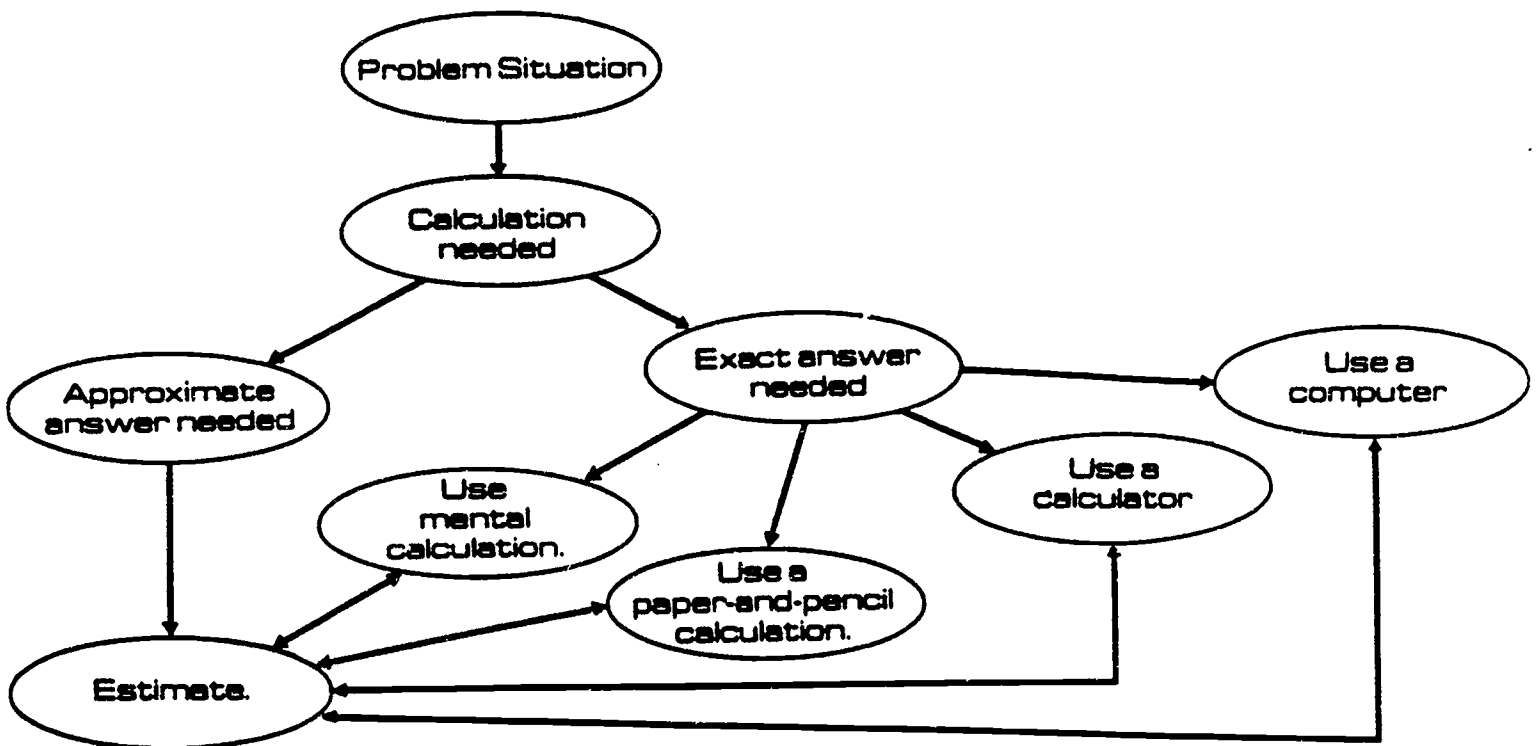 Problem Situation
Calculation
needed
Approximate
answer needed
Exact answer
needed
Use a
computer
Use
mental
calculation.
Use a
paper-and-pencil
calculation.
Use a
calculator
Estimate.